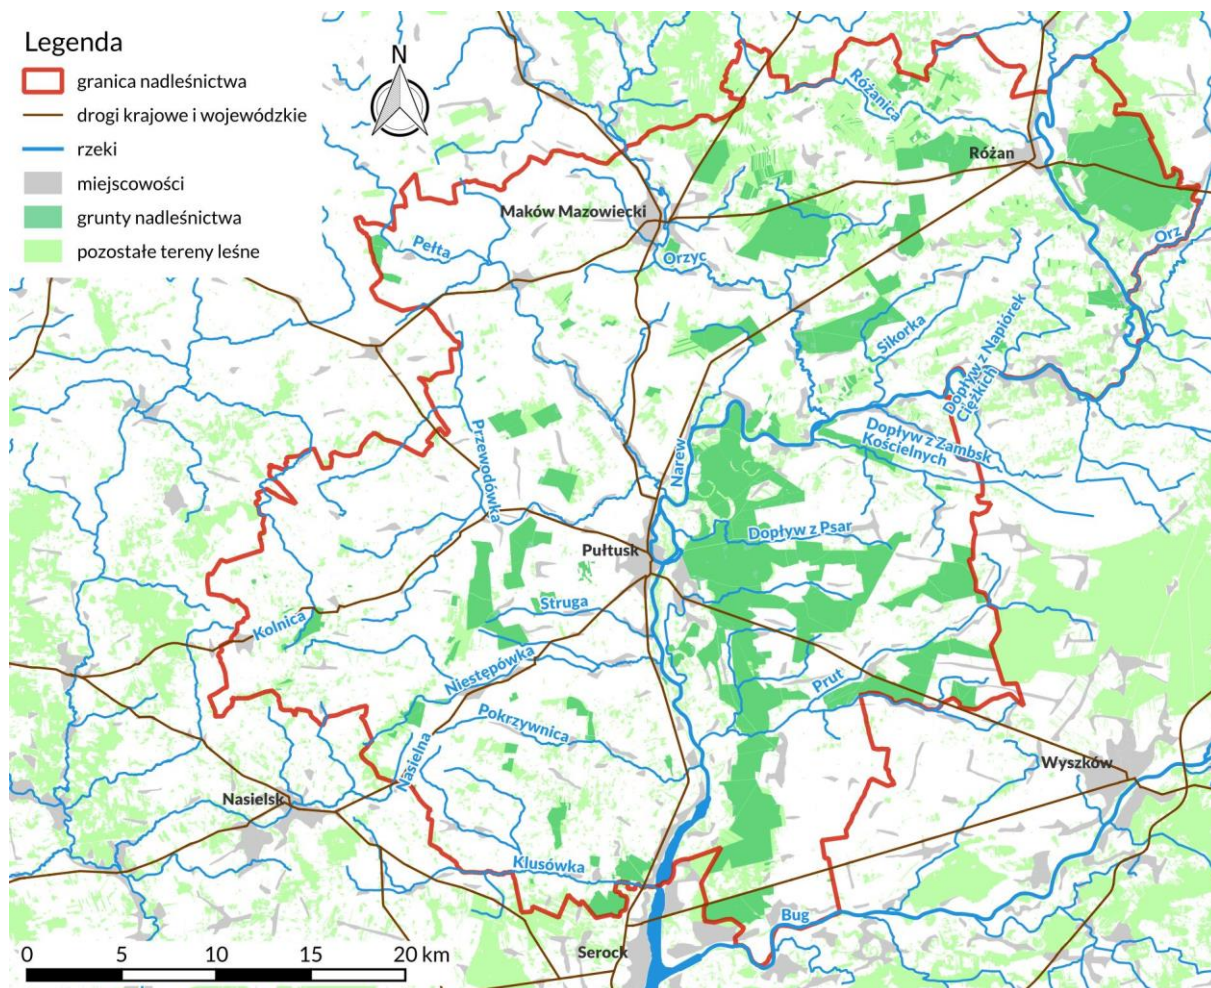 Legenda
granica nadleśnictwa
drogi krajowe i wojewódzkie
rzeki
miejscowości
grunty nadleśnictwa
pozostałe tereny leśne
N
Różanica
Różan
Maków Mazowiecki
Pełta
Orzyc
Orz
Sikorka
Dopływ z Napiórek
Ciężkich
Przewodówka
Narew
Dopływ z Zambsk
Kościelnych
Pułtusk
Dopływ z Psar
Struga
Kolnica
Niestępówka
Prut
Pokrzywnica
Nasielna
Wyszków
Nasielsk
Klusówka
Bug
Serock
0 5 10 15 20 km